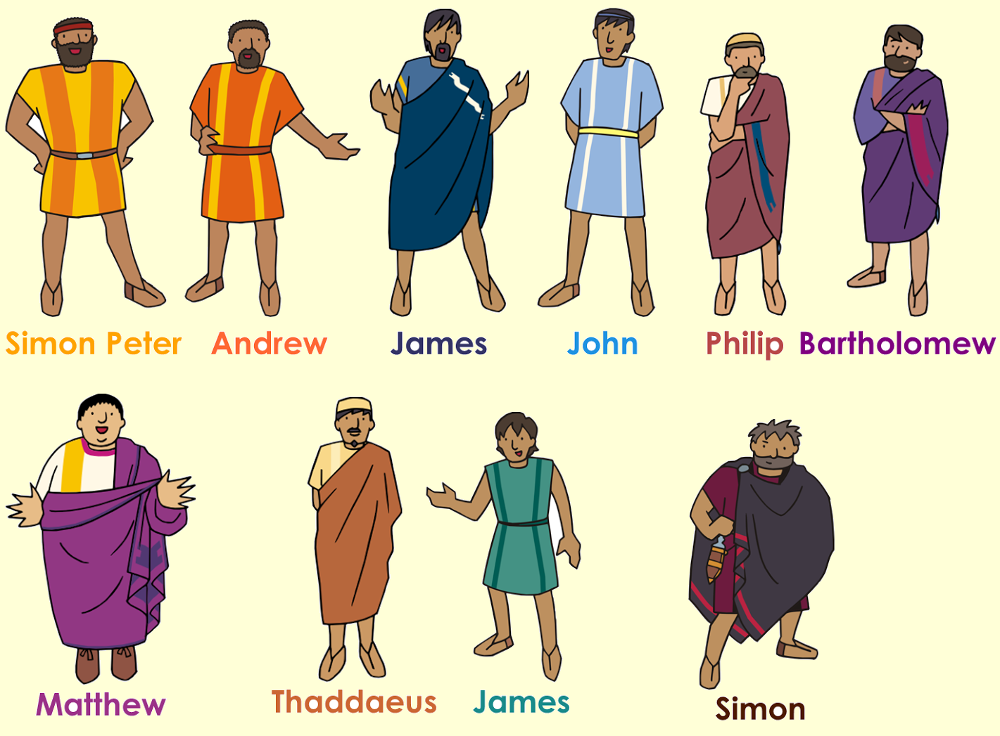 Simon Peter Andrew James John Philip Bartholomew
Matthew Thaddaeus James Simon